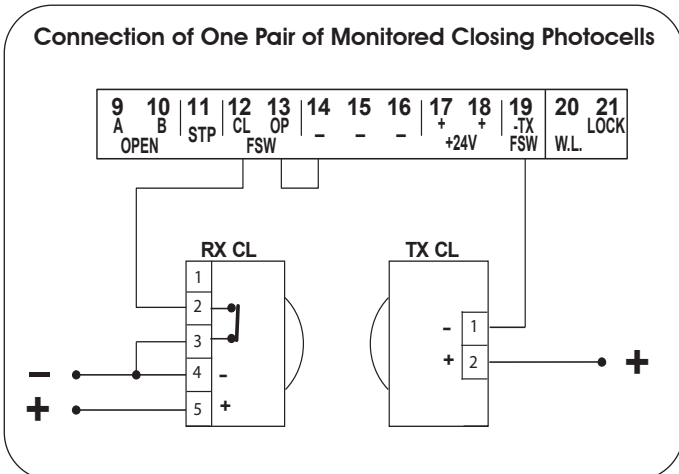 Connection of One Pair of Monitored Closing Photocells
9 10 11 12 13 14 15 16 17 18 19 20 21
A B STP CL OP - - - + + -TX LOCK
OPEN FSW +24V FSW W.L.
RX CL TX CL
1
2
3
- 4 -
+ 5 +
- 1
+ 2 +